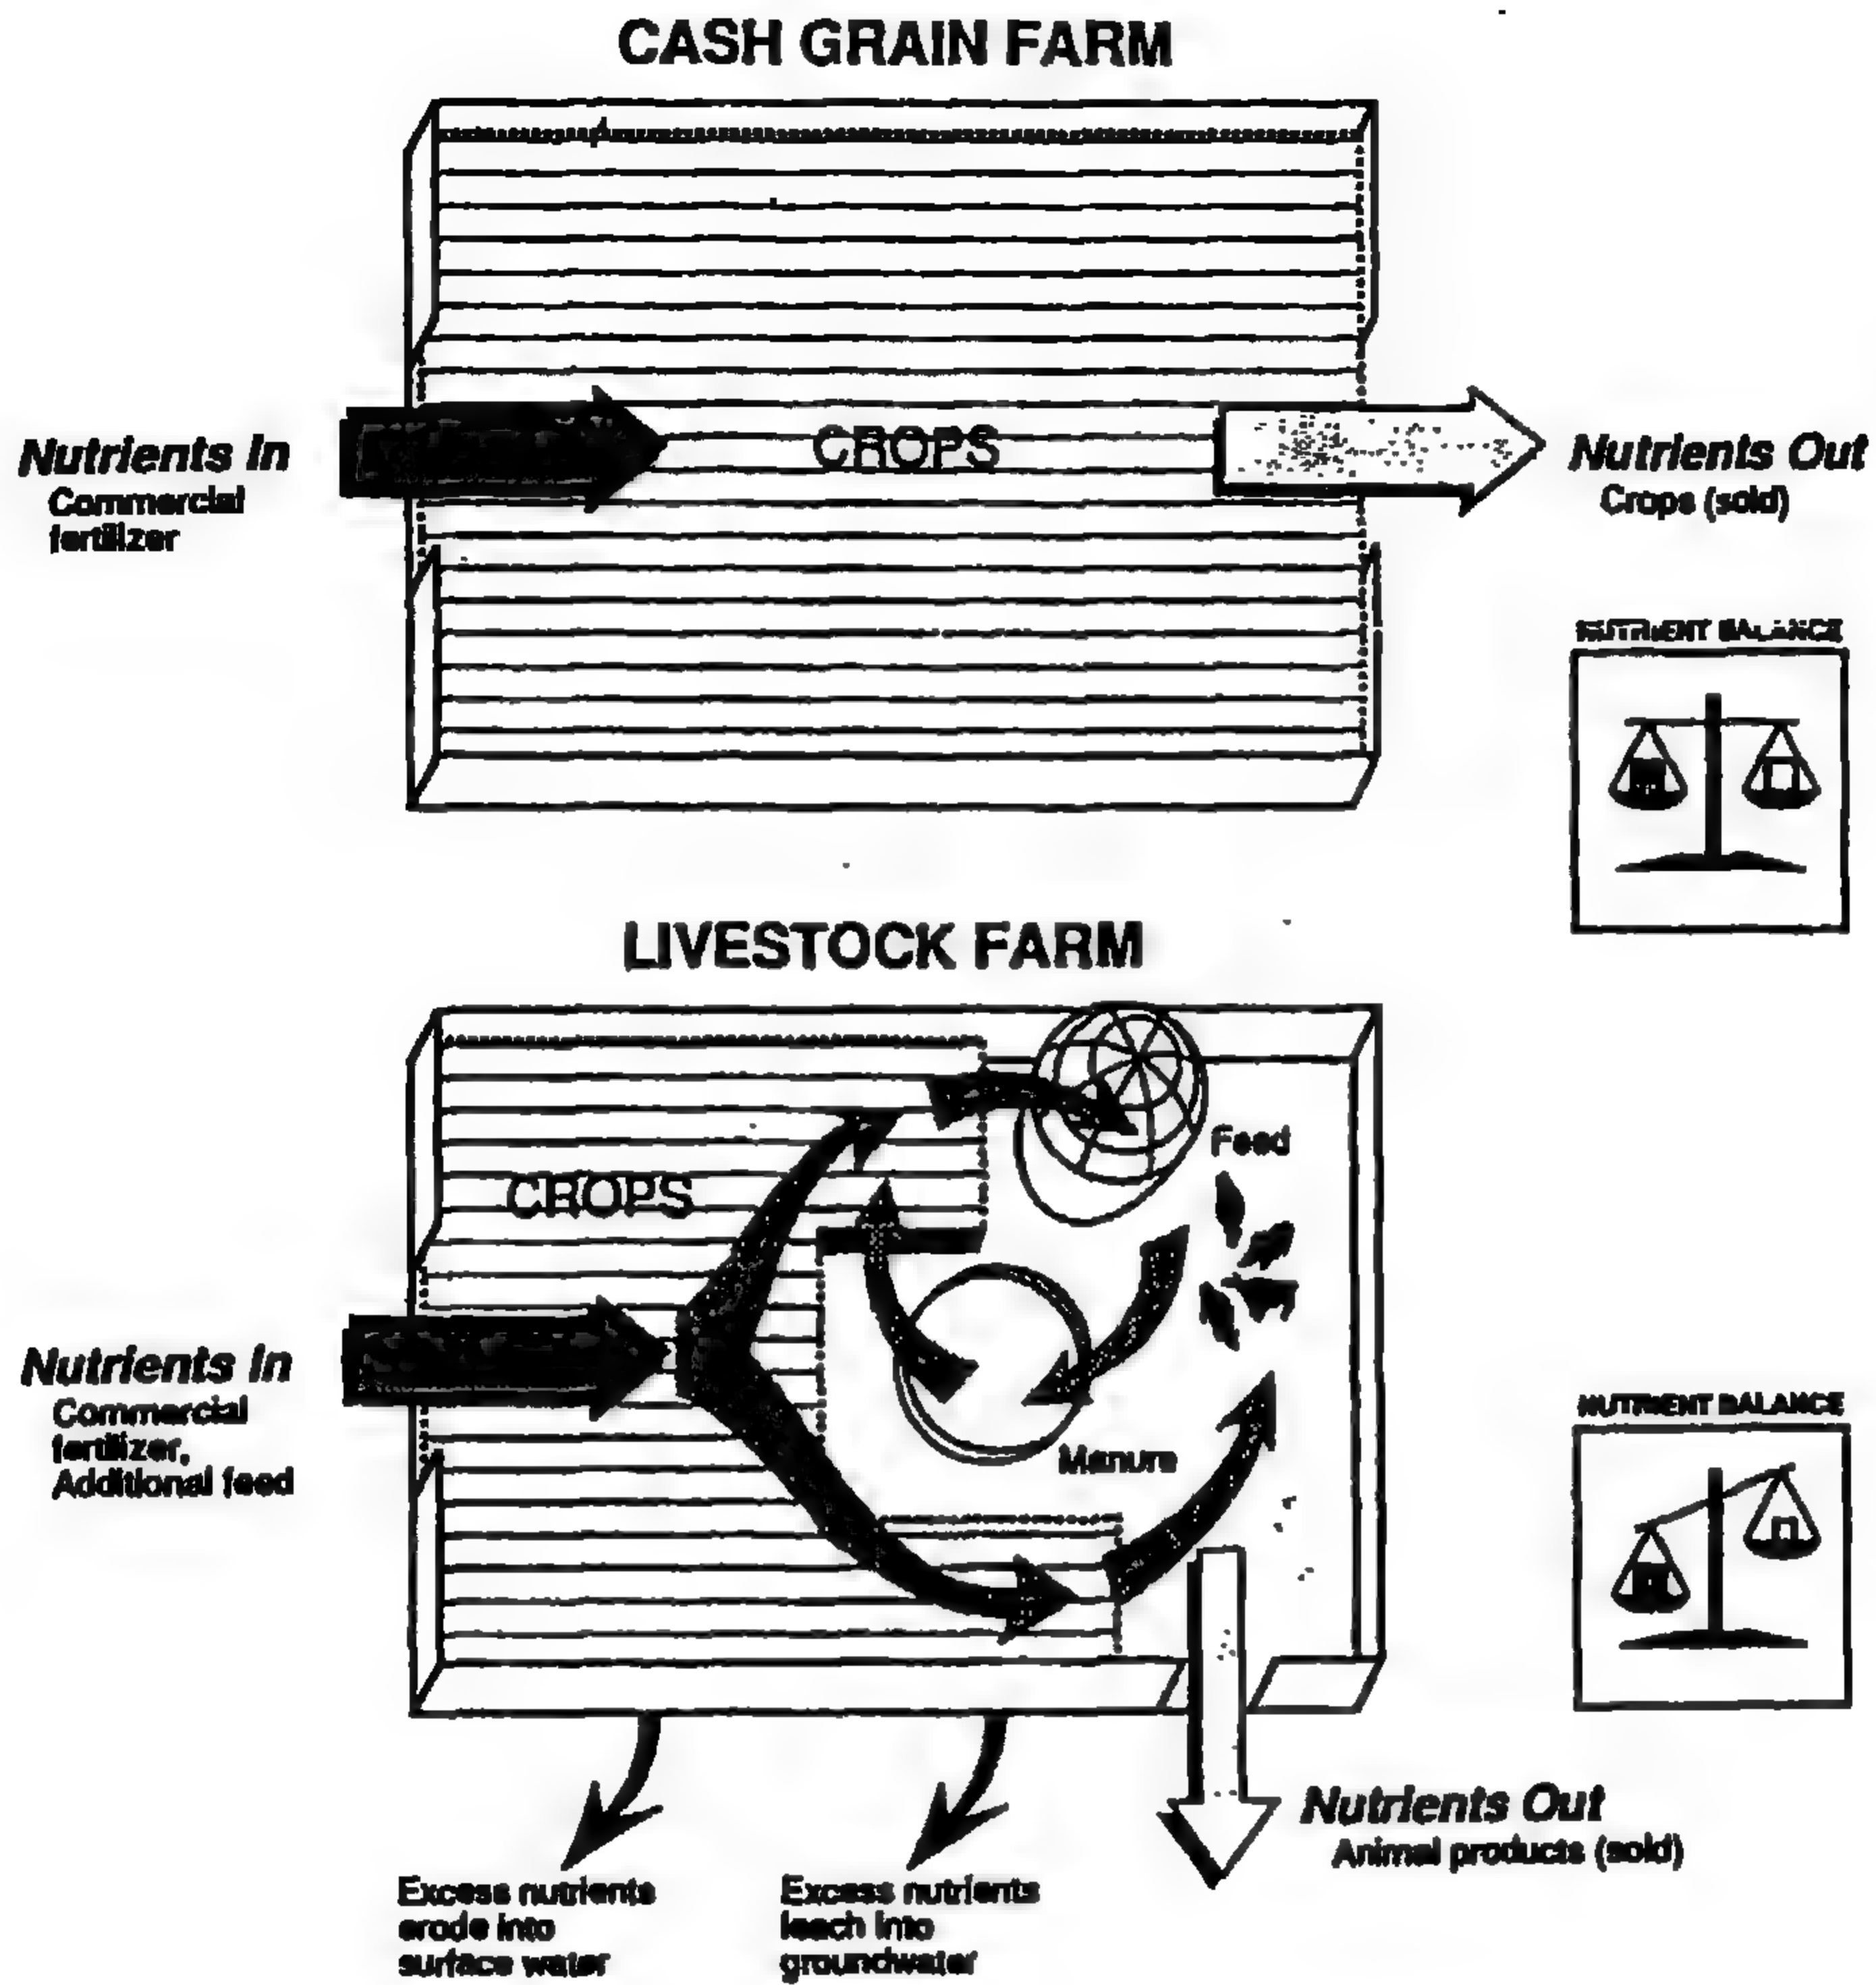 CASH GRAIN FARM
Nutrients In
Commercial
fertilizer
CROPS
Nutrients Out
Crops (sold)
NUTRIENT BALANCE
LIVESTOCK FARM
Feed
CROPS
Nutrients In
Commercial
fertilizer,
Additional feed
Manure
NUTRIENT BALANCE
Nutrients Out
Animal products (sold)
Excess nutrients
erode into
surface water
Excess nutrients
leach into
groundwater